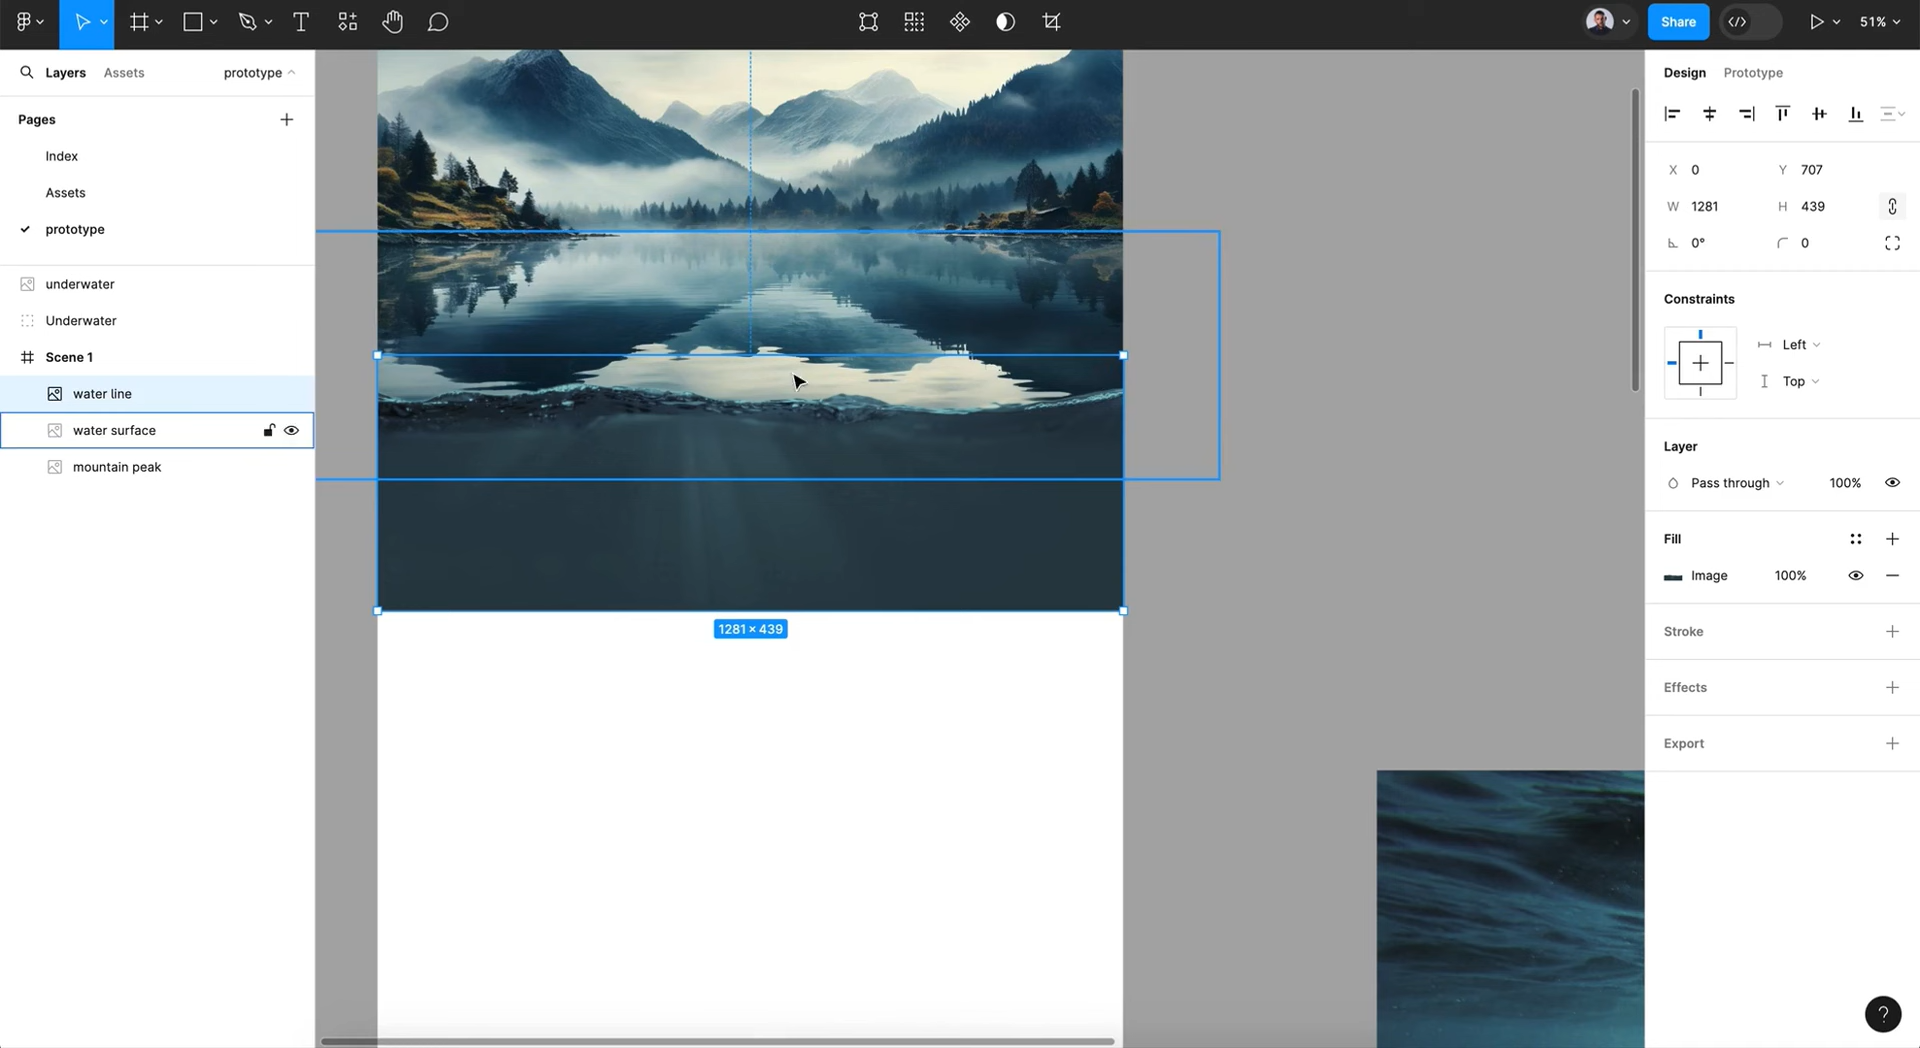 Share
51%
Layers
Assets
prototype
Pages
Index
Assets
prototype
underwater
Underwater
Scene 1
water line
water surface
mountain peak
1281 × 439
Design
Prototype
X 0
Y 707
W 1281
H 439
0°
0
Constraints
Left
Top
Layer
Pass through
100%
Fill
Image
100%
Stroke
Effects
Export
?